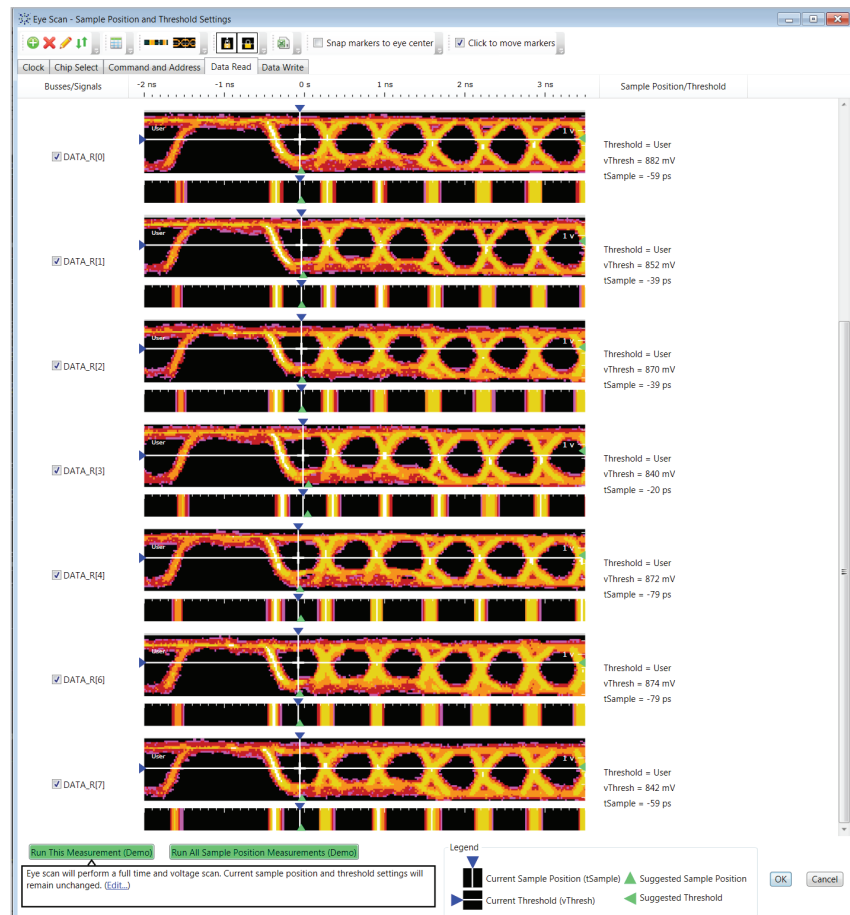 Eye Scan - Sample Position and Threshold Settings
Snap markers to eye center
Click to move markers
Clock
Chip Select
Command and Address
Data Read
Data Write
Busses/Signals
-2 ns
-1 ns
0 s
1 ns
2 ns
3 ns
Sample Position/Threshold
DATA_R[0]
User
1 v
Threshold = User
vThresh = 882 mV
tSample = -59 ps
DATA_R[1]
User
1 v
Threshold = User
vThresh = 852 mV
tSample = -39 ps
DATA_R[2]
User
1 v
Threshold = User
vThresh = 870 mV
tSample = -39 ps
DATA_R[3]
User
1 v
Threshold = User
vThresh = 840 mV
tSample = -20 ps
DATA_R[4]
User
1 v
Threshold = User
vThresh = 872 mV
tSample = -79 ps
DATA_R[6]
User
1 v
Threshold = User
vThresh = 874 mV
tSample = -79 ps
DATA_R[7]
User
1 v
Threshold = User
vThresh = 842 mV
tSample = -59 ps
Run This Measurement (Demo)
Run All Sample Position Measurements (Demo)
Eye scan will perform a full time and voltage scan. Current sample position and threshold settings will
remain unchanged. (Edit...)
Legend
Current Sample Position (tSample)
Suggested Sample Position
Current Threshold (vThresh)
Suggested Threshold
OK
Cancel